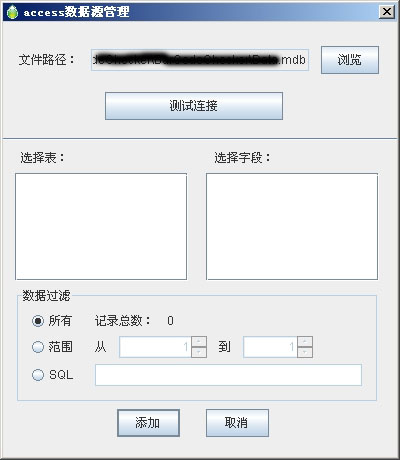 access数据源管理
文件路径： .mdb 浏览
测试连接
选择表： 选择字段：
数据过滤
所有 记录总数： 0
范围 从 1 到 1
SQL
添加 取消